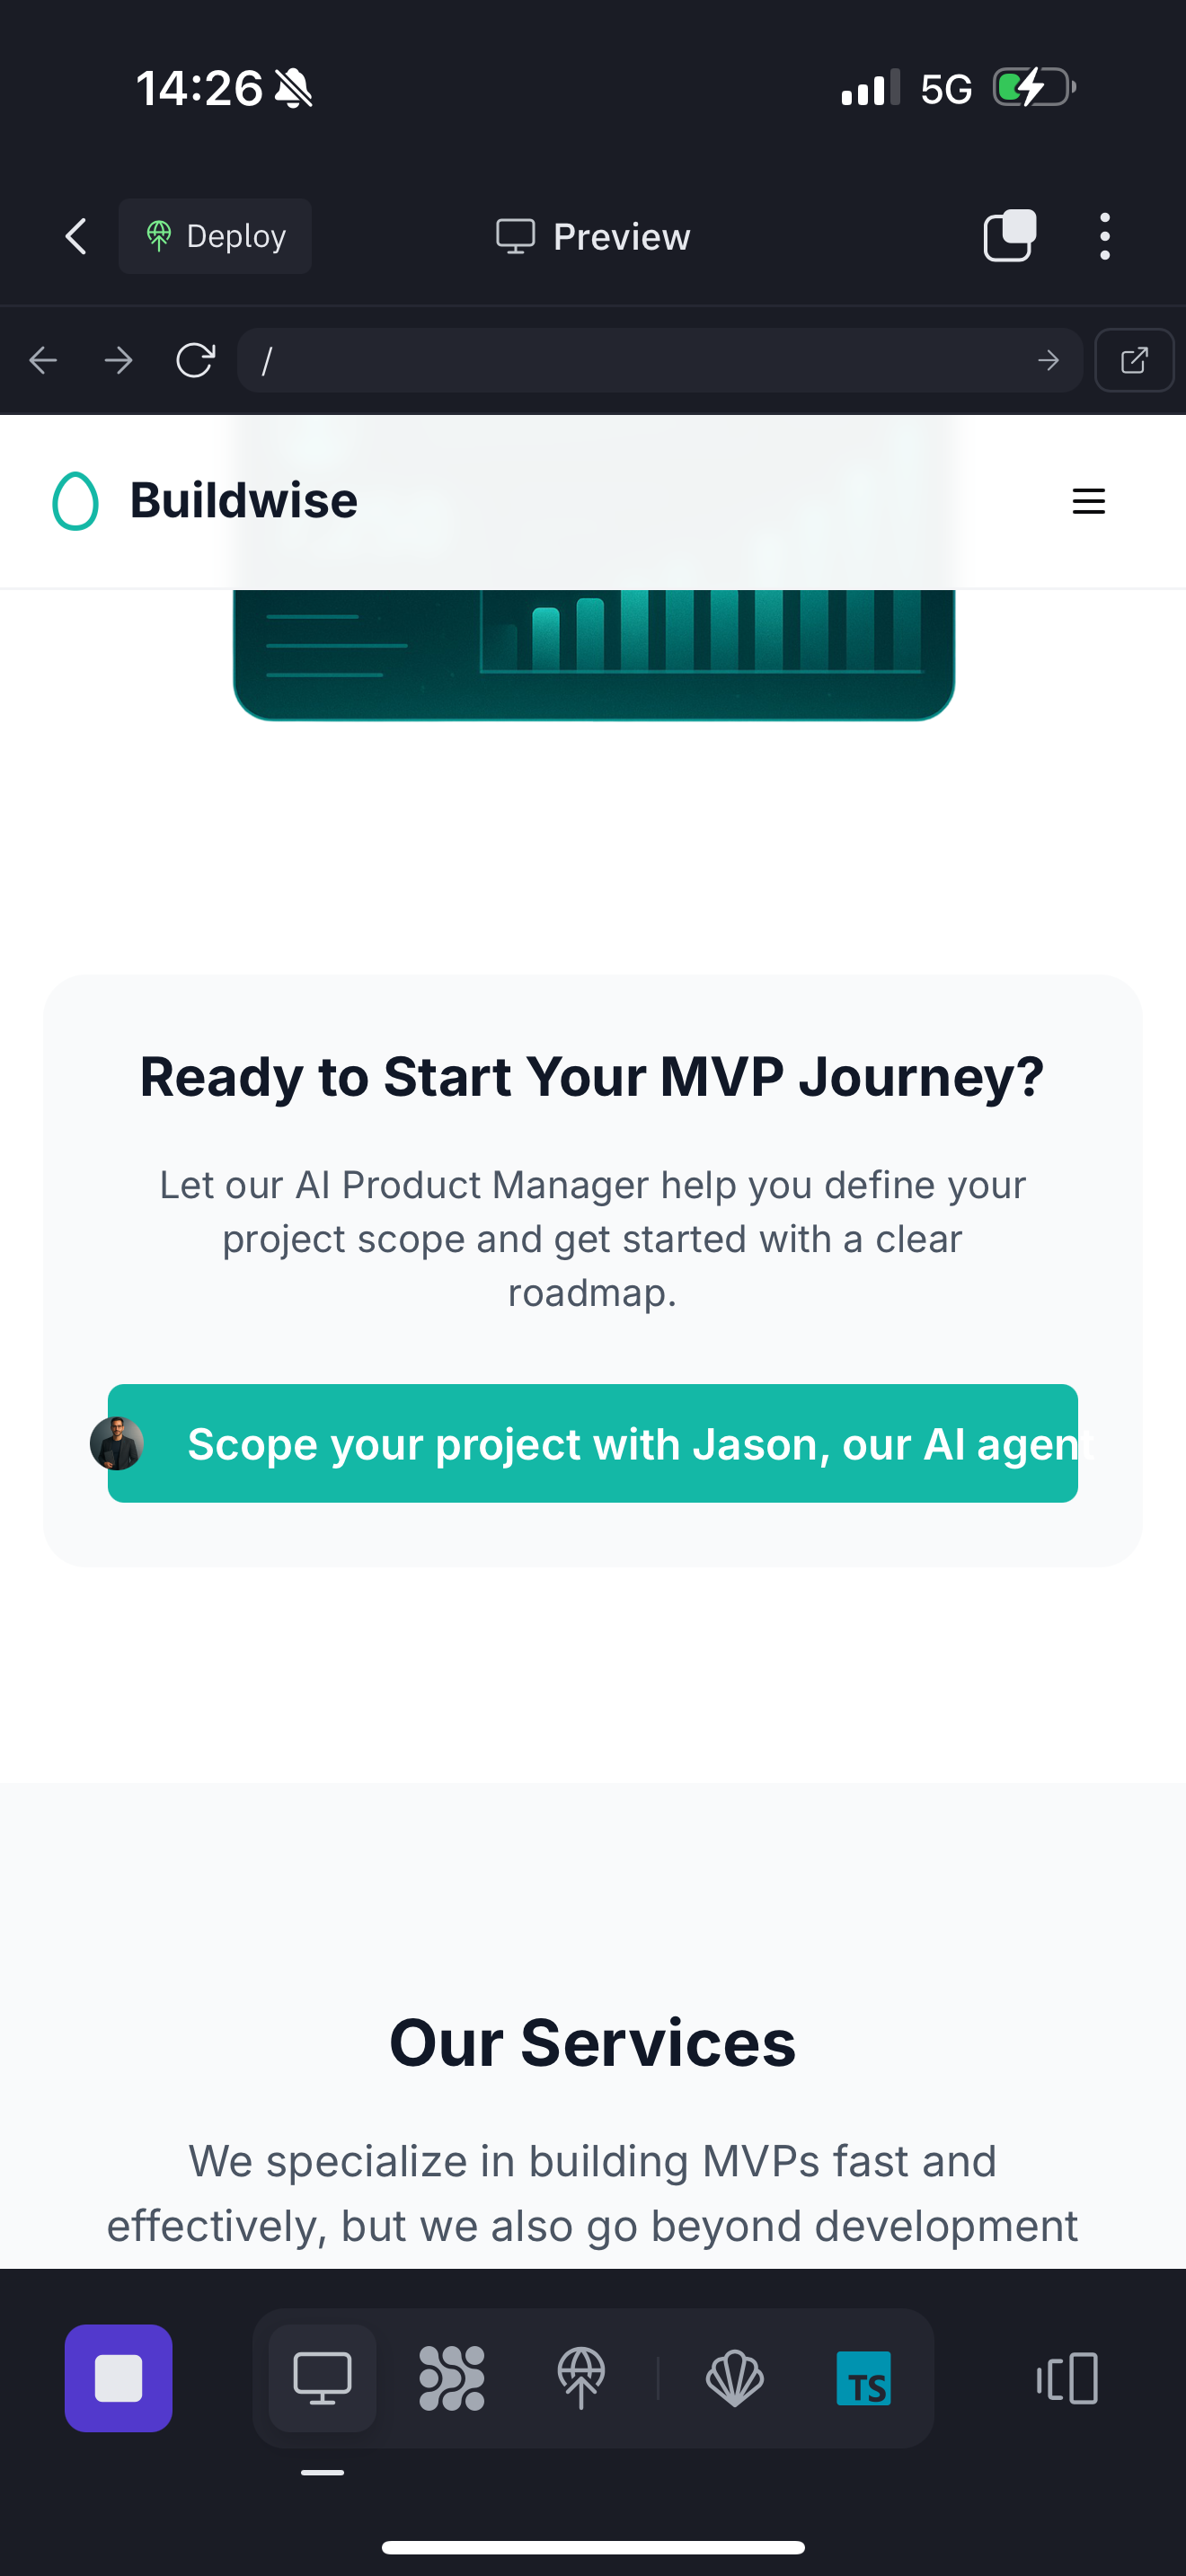 14:26
5G
Deploy
Preview
/
Buildwise
Ready to Start Your MVP Journey?
Let our AI Product Manager help you define your
project scope and get started with a clear
roadmap.
Scope your project with Jason, our AI agent
Our Services
We specialize in building MVPs fast and
effectively, but we also go beyond development
TS